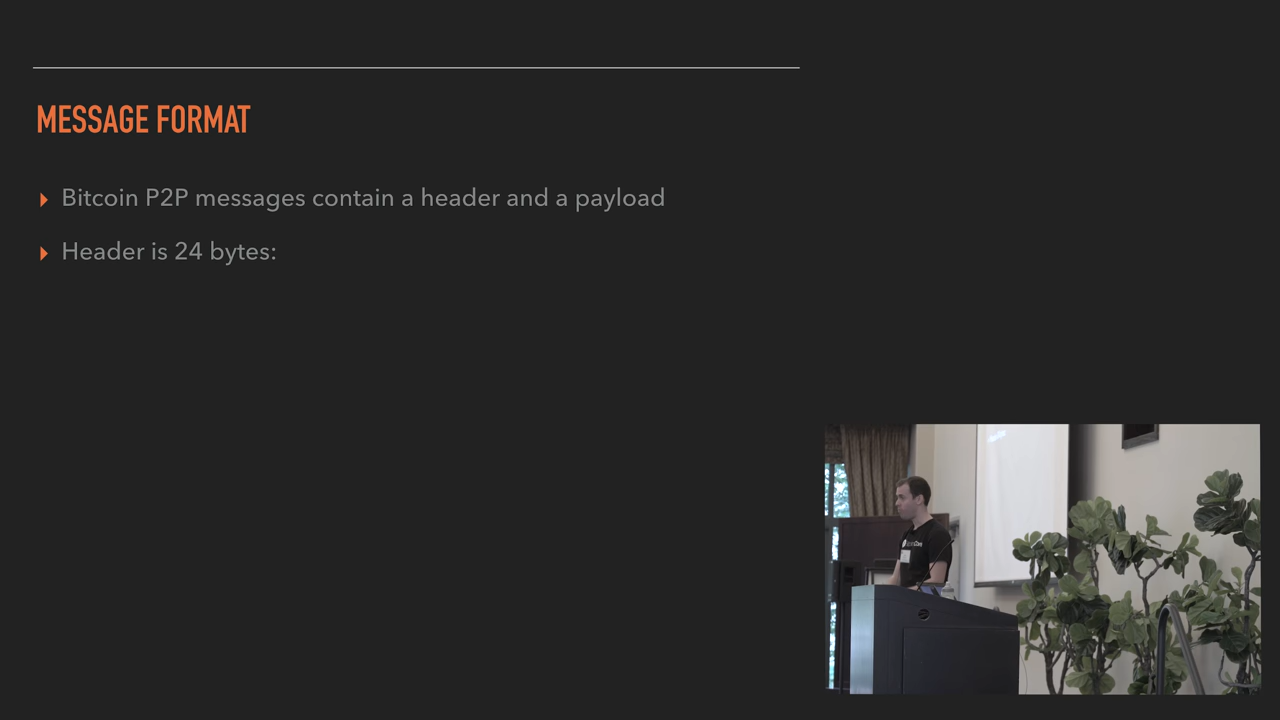 MESSAGE FORMAT
Bitcoin P2P messages contain a header and a payload
Header is 24 bytes: